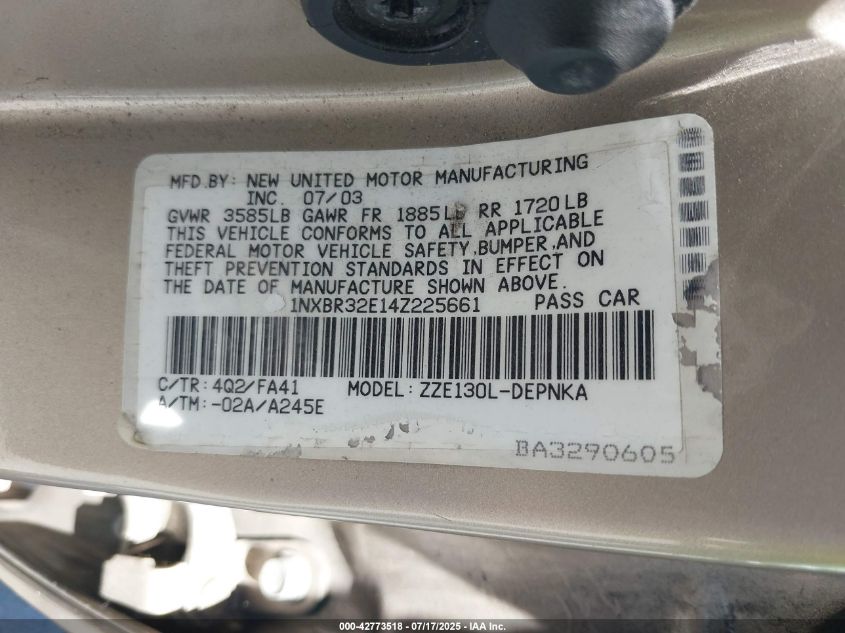 MFD.BY: NEW UNITED MOTOR MANUFACTURING
INC. 07/03
GVWR 3585LB GAWR FR 1885LB RR 1720LB
THIS VEHICLE CONFORMS TO ALL APPLICABLE
FEDERAL MOTOR VEHICLE SAFETY,BUMPER,AND
THEFT PREVENTION STANDARDS IN EFFECT ON
THE DATE OF MANUFACTURE SHOWN ABOVE.
1NXBR32E14Z225661 PASS CAR
C/TR: 4Q2/FA41 MODEL: ZZE130L-DEPNKA
A/TM: -02A/A245E
BA3290605
000-42773518 - 07/17/2025 - IAA Inc.